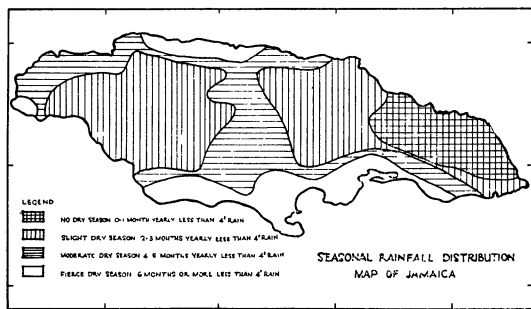 LEGEND
NO DRY SEASON 0-1 MONTH YEARLY LESS THAN 4" RAIN
SLIGHT DRY SEASON 2-3 MOUTHS YEARLY LESS THAN 4" RAIN
MODERATE DRY SEASON 4-5 MONTHS YEARLY LESS THAN 4" RAIN
FIERCE DRY SEASON 6 MONTHS OR MORE LESS THAN 4" RAIN
SEASONAL RAINFALL DISTRIBUTION
MAP OF JAMAICA